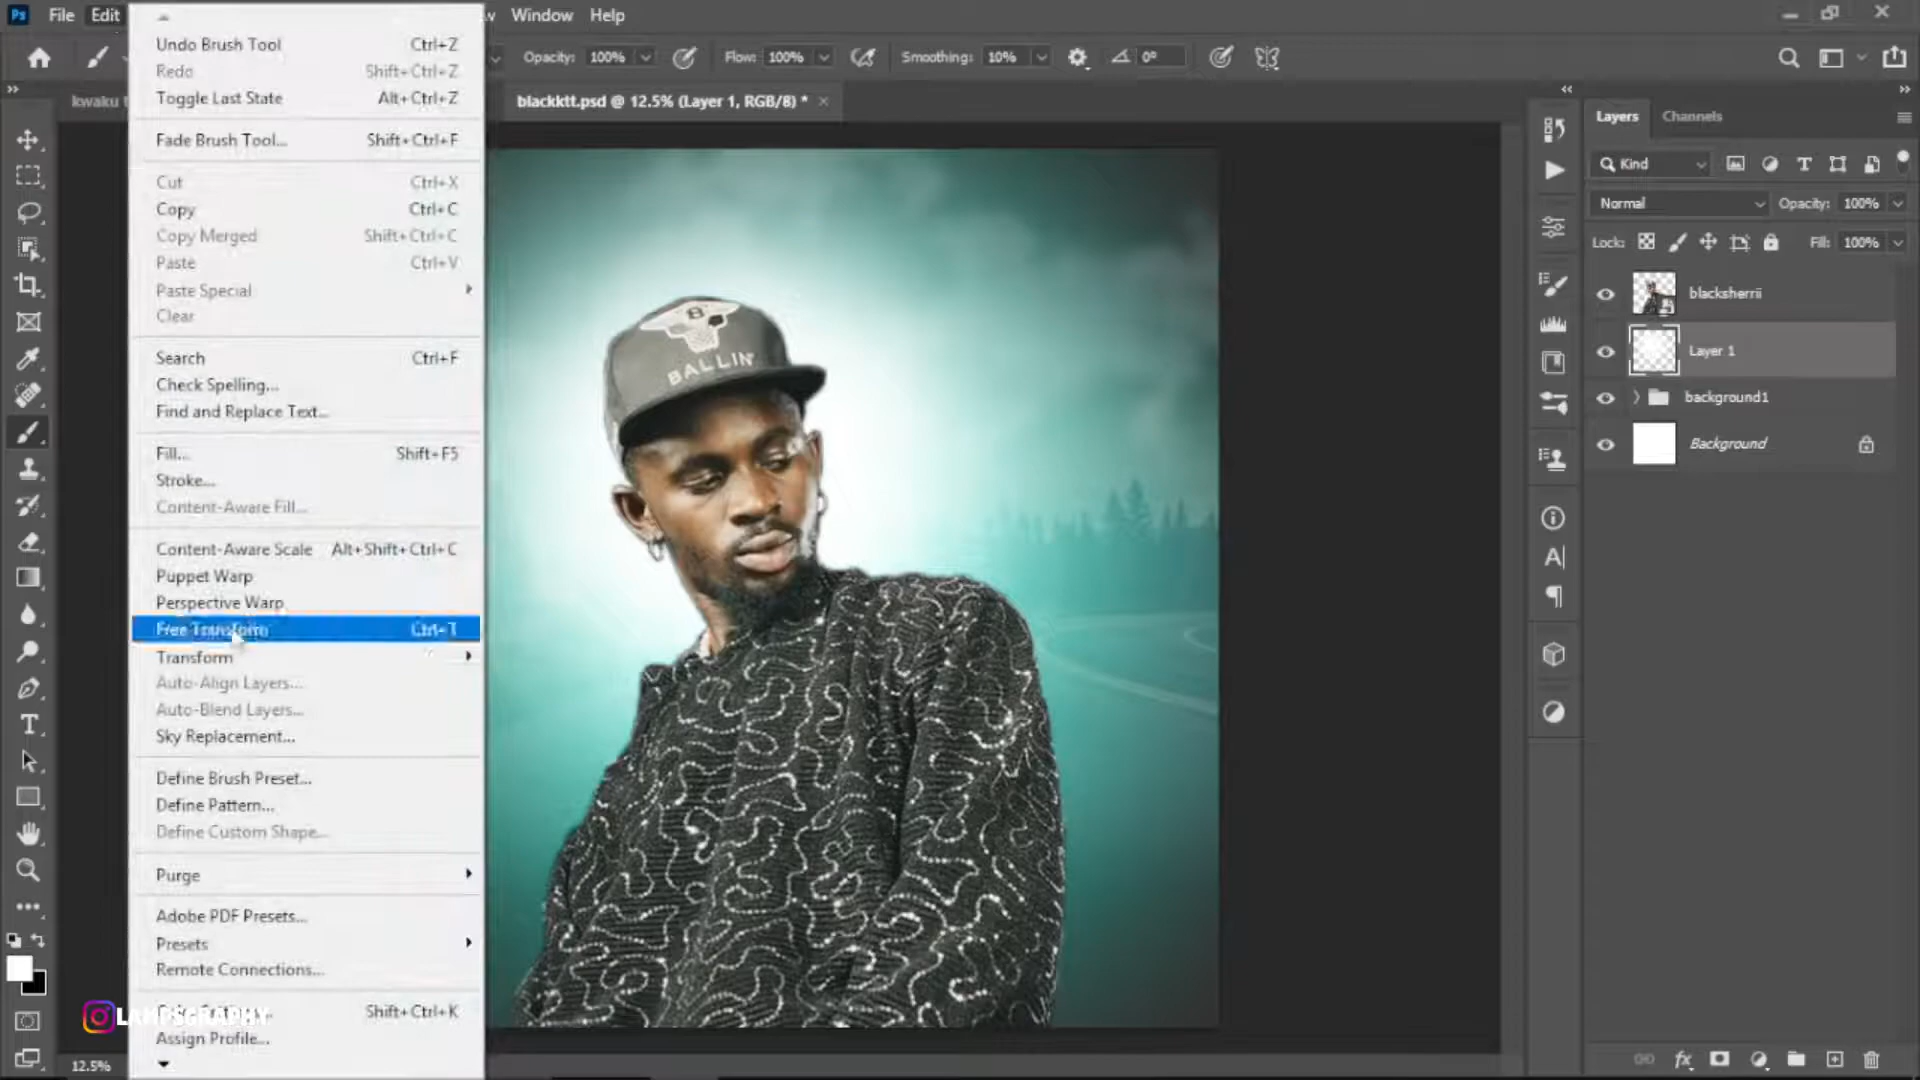 Ps File Edit Window Help
Opacity: 100% Flow: 100% Smoothing: 10% 0°
kwaku
blackktt.psd @ 12.5% (Layer 1, RGB/8) *
Undo Brush Tool Ctrl+Z
Redo Shift+Ctrl+Z
Toggle Last State Alt+Ctrl+Z
Fade Brush Tool... Shift+Ctrl+F
Cut Ctrl+X
Copy Ctrl+C
Copy Merged Shift+Ctrl+C
Paste Ctrl+V
Paste Special
Clear
Search Ctrl+F
Check Spelling...
Find and Replace Text...
Fill... Shift+F5
Stroke...
Content-Aware Fill...
Content-Aware Scale Alt+Shift+Ctrl+C
Puppet Warp
Perspective Warp
Free Transform Ctrl+T
Transform
Auto-Align Layers...
Auto-Blend Layers...
Sky Replacement...
Define Brush Preset...
Define Pattern...
Define Custom Shape...
Purge
Adobe PDF Presets...
Presets
Remote Connections...
Shift+Ctrl+K
Assign Profile...
LAMPSGRAPHY
12.5%
8
BALLIN'
Layers Channels
Kind
Normal Opacity: 100%
Lock: Fill: 100%
blacksherrii
Layer 1
background1
Background